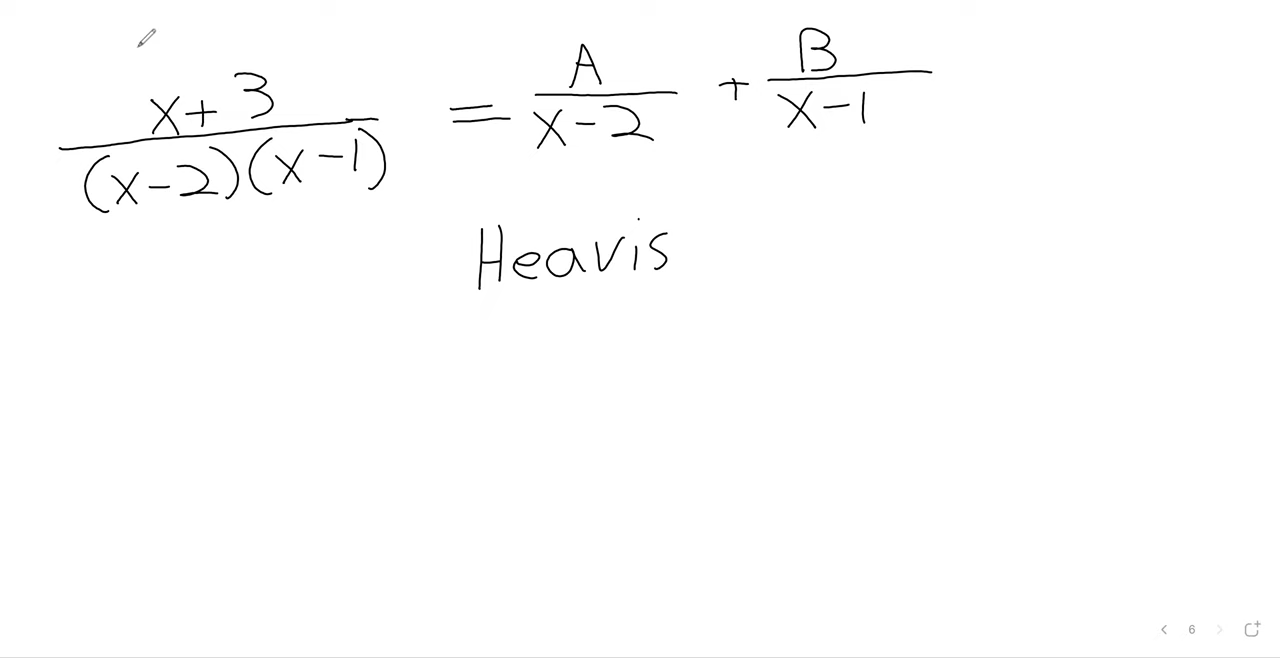 x + 3 / (x - 2)(x - 1) = A / x - 2 + B / x - 1
Heavis
6